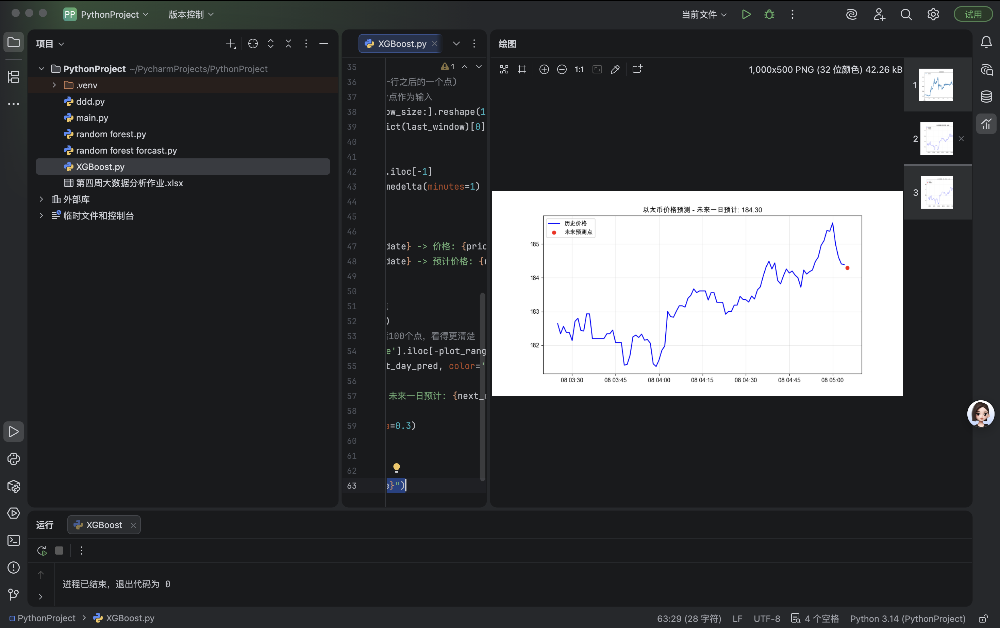 PP PythonProject 版本控制 当前文件 试用
项目
PythonProject ~/PycharmProjects/PythonProject
.venv
ddd.py
main.py
random forest.py
random forest forcast.py
XGBoost.py
第四周大数据分析作业.xlsx
外部库
临时文件和控制台
XGBoost.py
1
35
36 一行之后的一个点)
37 点作为输入
38 ow_size:].reshape(1
39 ict(last_window)[0]
40
41
42 .iloc[-1]
43 medelta(minutes=1)
44
45
46
47 date} -> 价格: {pric
48 date} -> 预计价格: {
49
50
51
52 )
53 100个点, 看得更清楚
54 e'].iloc[-plot_rang
55 t_day_pred, color='
56
57 未来一日预计: {next_
58
59 a=0.3)
60
61
62
63 e}")
绘图
1:1 1,000x500 PNG (32 位颜色) 42.26 kB
1
2
3
以太币价格预测 - 未来一日预计: 184.30
历史价格
未来预测点
185
184
183
182
08 03:30 08 03:45 08 04:00 08 04:15 08 04:30 08 04:45 08 05:00
运行 XGBoost
进程已结束, 退出代码为 0
PythonProject XGBoost.py 63:29 (28 字符) LF UTF-8 4 个空格 Python 3.14 (PythonProject)